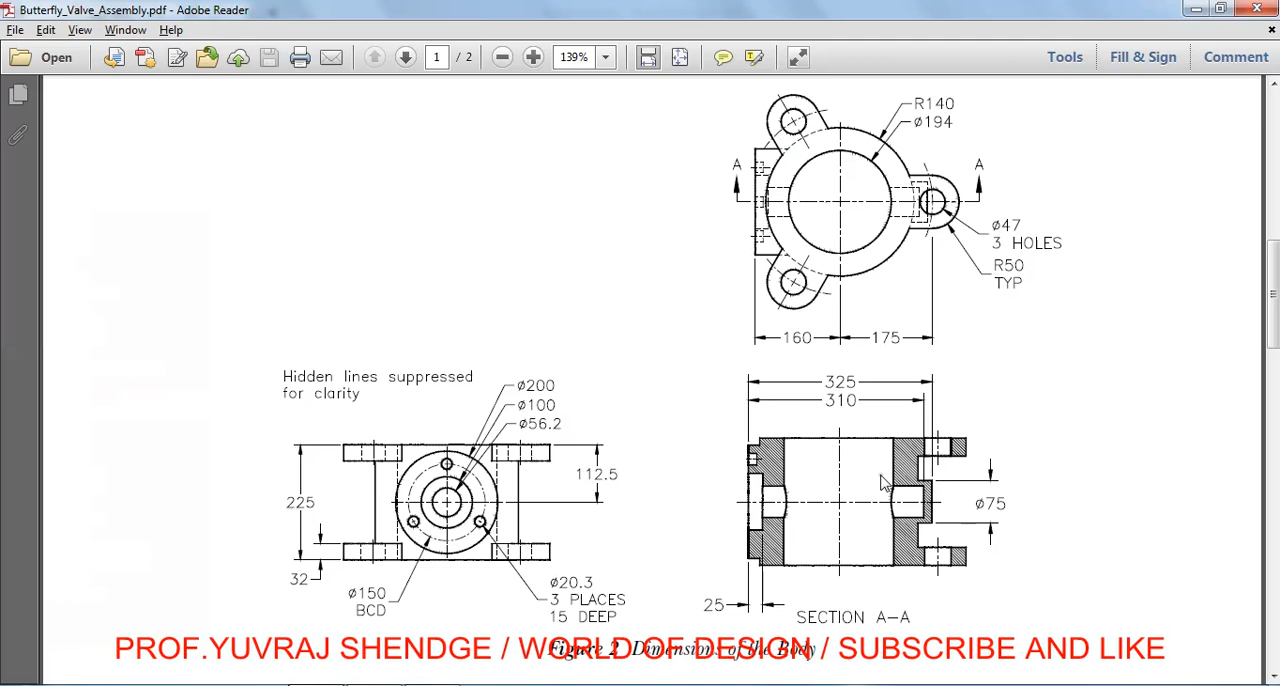 Butterfly_Valve_Assembly.pdf - Adobe Reader
File Edit View Window Help
Open 1 / 2 139% Tools Fill & Sign Comment
R140
ø194
A A
ø47
3 HOLES
R50
TYP
160 175
Hidden lines suppressed
for clarity
ø200
ø100
ø56.2
225
112.5
32
ø150
BCD
ø20.3
3 PLACES
15 DEEP
325
310
ø75
25
SECTION A-A
Figure 2 Dimensions of the Body
PROF.YUVRAJ SHENDGE / WORLD OF DESIGN / SUBSCRIBE AND LIKE